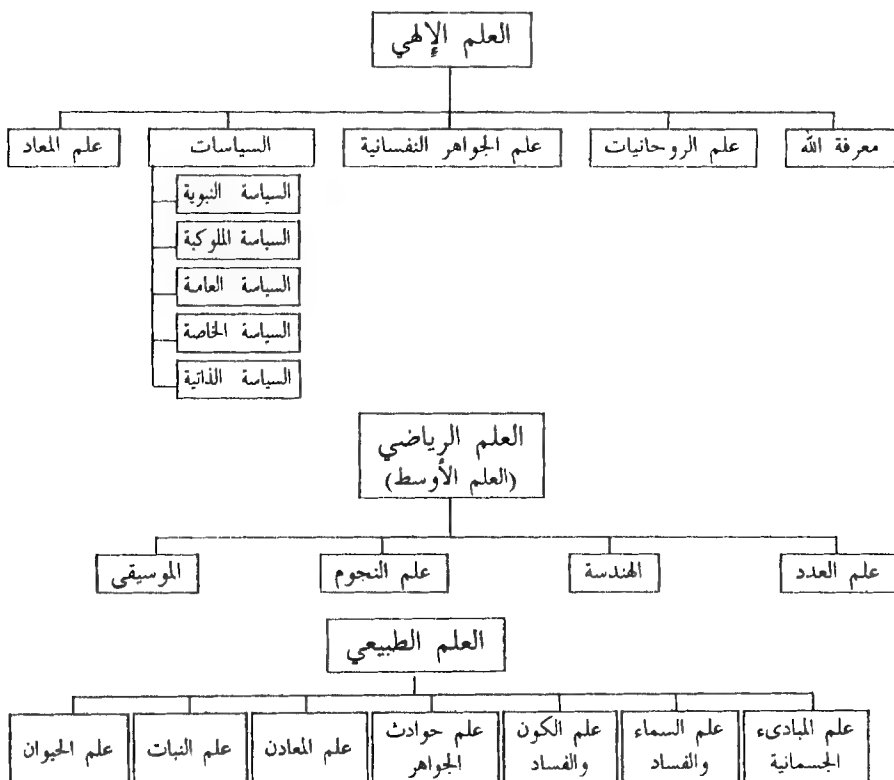 العلم الإلهي
معرفة الله
علم الروحانيات
علم الجواهر النفسانية
السياسات
علم المعاد
السياسة النبوية
السياسة الملوكية
السياسة العامة
السياسة الخاصة
السياسة الذاتية
العلم الرياضي
(العلم الأوسط)
علم العدد
الهندسة
علم النجوم
الموسيقى
العلم الطبيعي
علم المبادىء
الجسمانية
علم السماء
والفساد
علم الكون
والفساد
علم حوادث
الجواهر
علم المعادن
علم النبات
علم الحيوان